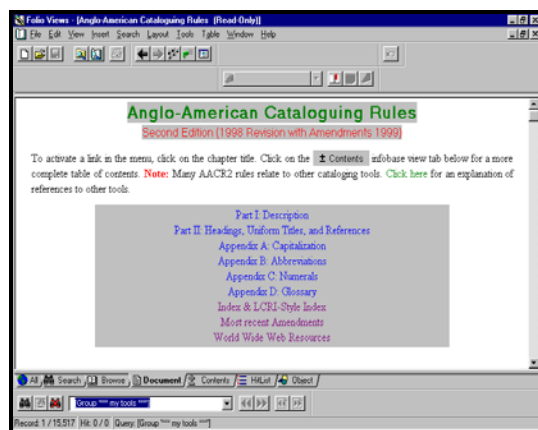 Folio Views - [Anglo-American Cataloguing Rules (Read-Only)]
File Edit View Insert Search Layout Tools Table Window Help
Anglo-American Cataloguing Rules
Second Edition (1998 Revision with Amendments 1999)
To activate a link in the menu, click on the chapter title. Click on the Contents infobase view tab below for a more
complete table of contents. Note: Many AACR2 rules relate to other cataloging tools. Click here for an explanation of
references to other tools.
Part I: Description
Part II: Headings, Uniform Titles, and References
Appendix A: Capitalization
Appendix B: Abbreviations
Appendix C: Numerals
Appendix D: Glossary
Index & LCRI-Style Index
Most recent Amendments
World Wide Web Resources
All Search Browse Document Contents HitList Object
[Group "*** my tools ***"]
Record: 1 / 15,517 Hit: 0 / 0 Query: [Group "*** my tools ***"]